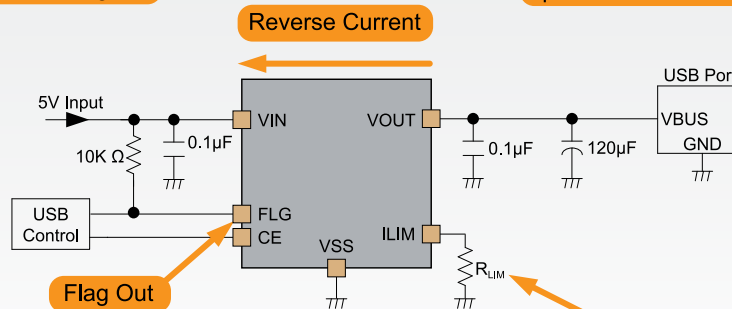 Reverse Current
5V Input
VIN
VOUT
USB Por
VBUS
GND
10K Ω
0.1µF
0.1µF
120µF
USB
Control
FLG
CE
VSS
ILIM
RLIM
Flag Out